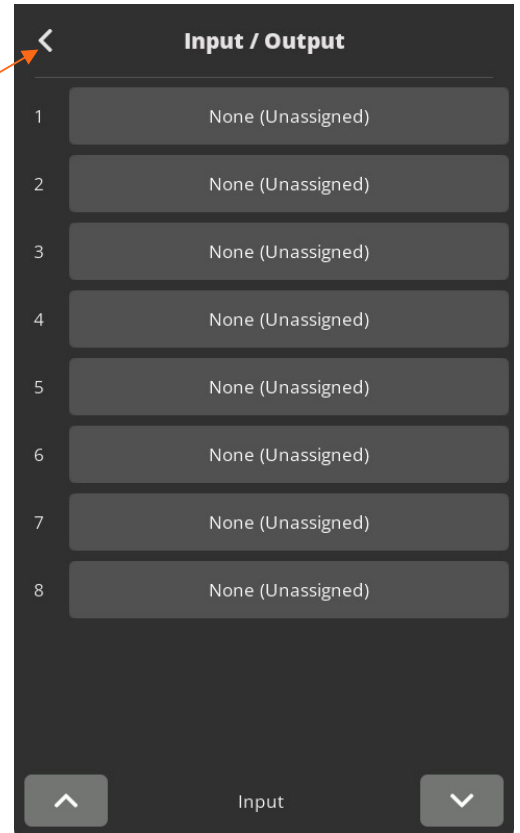 Input / Output
1 None (Unassigned)
2 None (Unassigned)
3 None (Unassigned)
4 None (Unassigned)
5 None (Unassigned)
6 None (Unassigned)
7 None (Unassigned)
8 None (Unassigned)
Input